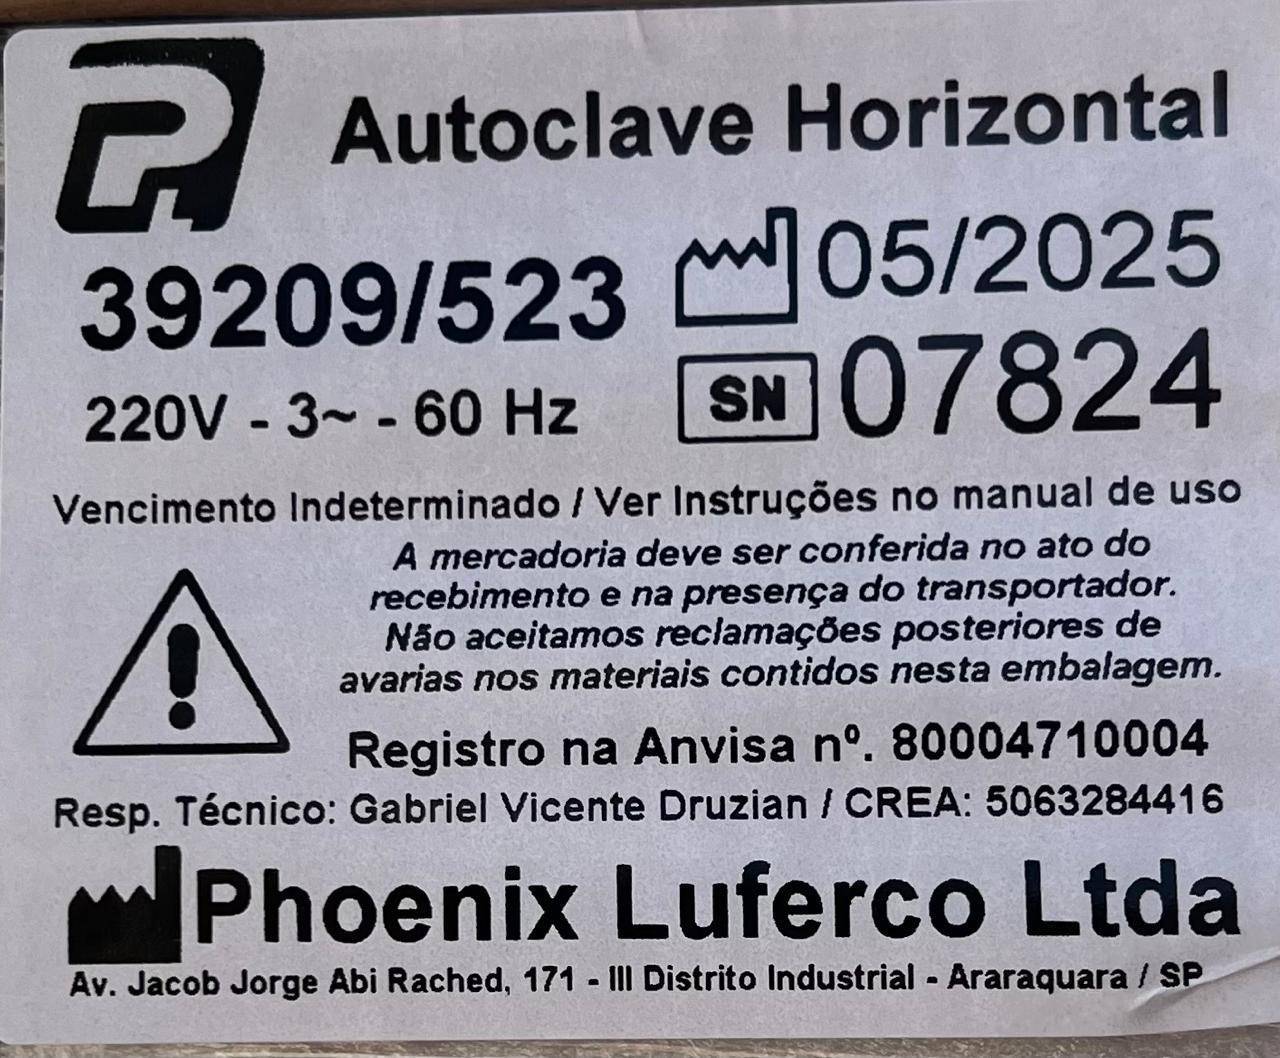 Autoclave Horizontal
39209/523
05/2025
220V - 3~ - 60 Hz
SN 07824
Vencimento Indeterminado / Ver Instruções no manual de uso
A mercadoria deve ser conferida no ato do
recebimento e na presença do transportador.
Não aceitamos reclamações posteriores de
avarias nos materiais contidos nesta embalagem.
Registro na Anvisa nº. 80004710004
Resp. Técnico: Gabriel Vicente Druzian / CREA: 5063284416
Phoenix Luferco Ltda
Av. Jacob Jorge Abi Rached, 171 - III Distrito Industrial - Araraquara / SP